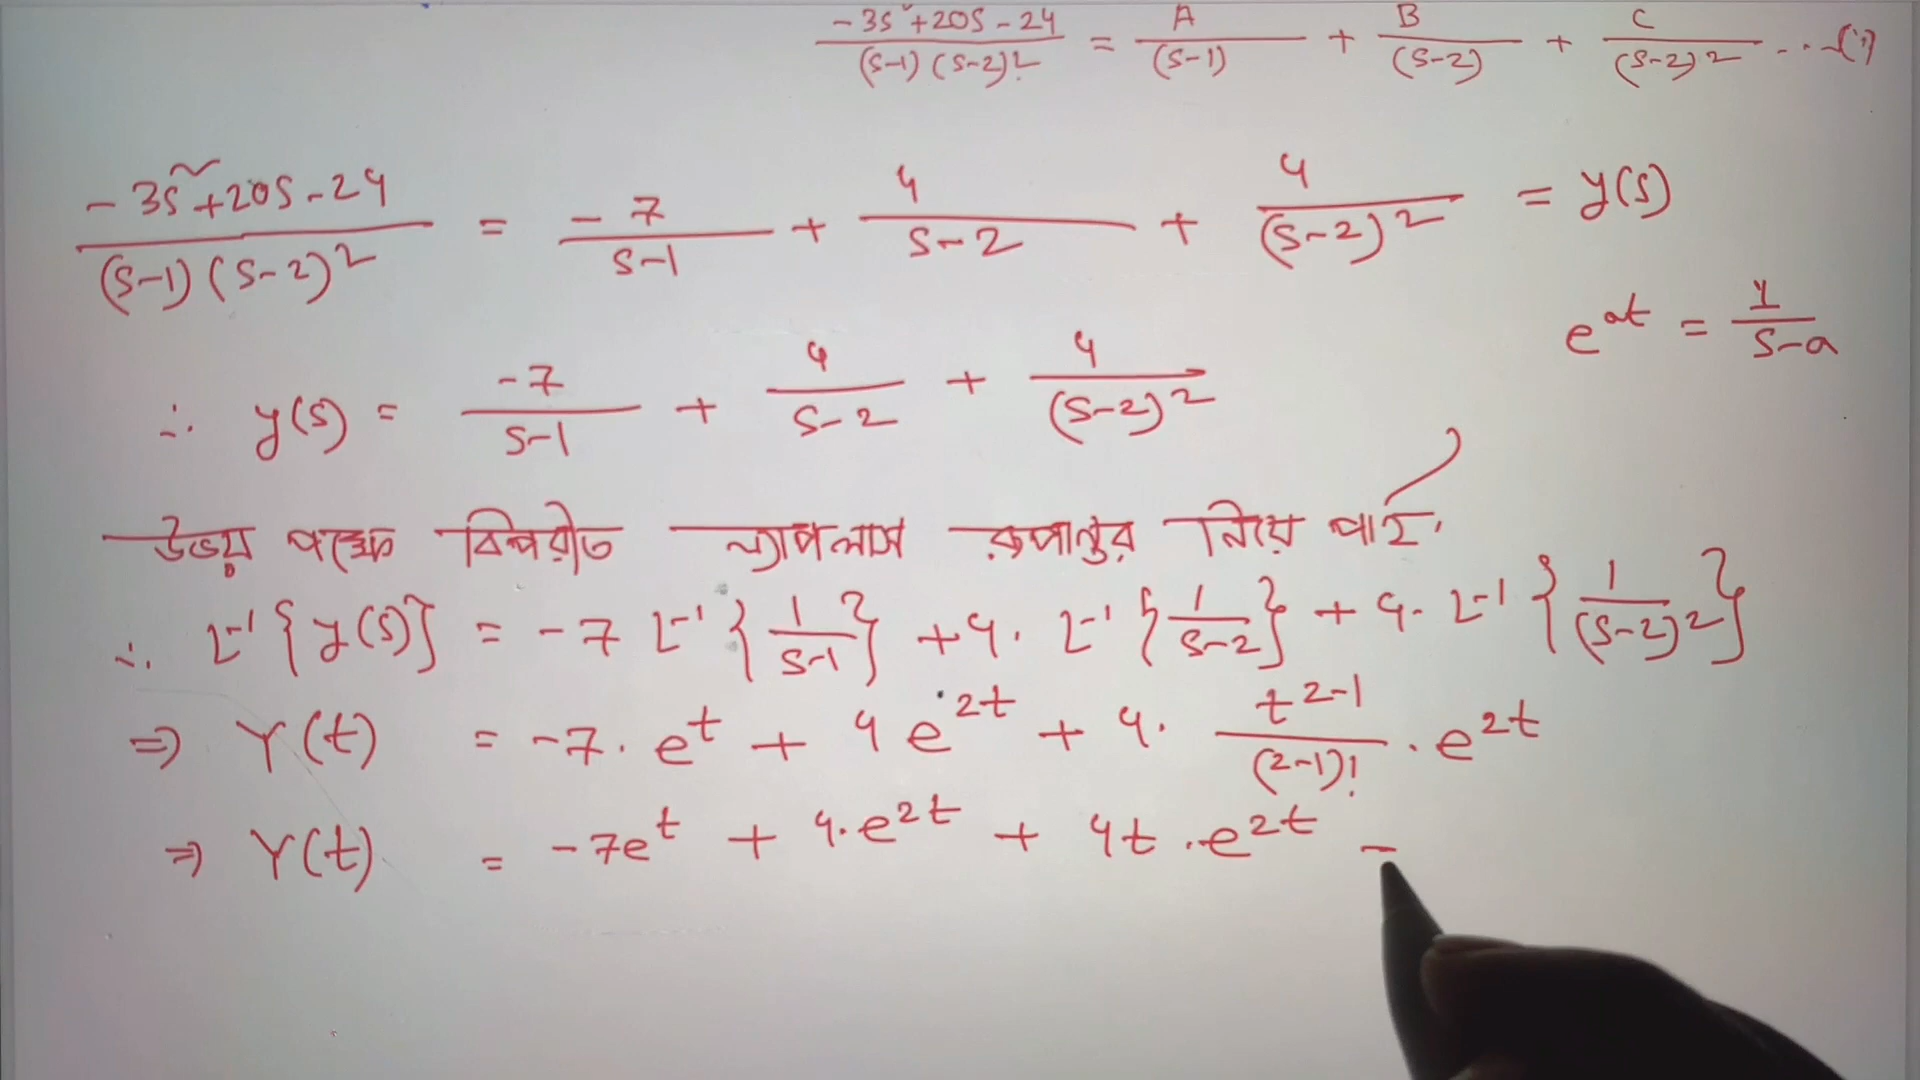 -3s²+20s-24 / (s-1)(s-2)² = A/(s-1) + B/(s-2) + C/(s-2)² ...(i)
-3s²+20s-24 / (s-1)(s-2)² = -7/s-1 + 4/s-2 + 4/(s-2)² = y(s)
e^at = 1/s-a
∴ y(s) = -7/s-1 + 4/s-2 + 4/(s-2)²
উভয় পক্ষে বিপরীত ল্যাপলাস রূপান্তর নিয়ে পাই,
∴ L⁻¹{y(s)} = -7 L⁻¹{1/s-1} + 4. L⁻¹{1/s-2} + 4. L⁻¹{1/(s-2)²}
⇒ Y(t) = -7. e^t + 4 e^2t + 4. t^2-1/(2-1)! . e^2t
⇒ Y(t) = -7e^t + 4.e^2t + 4t .e^2t -